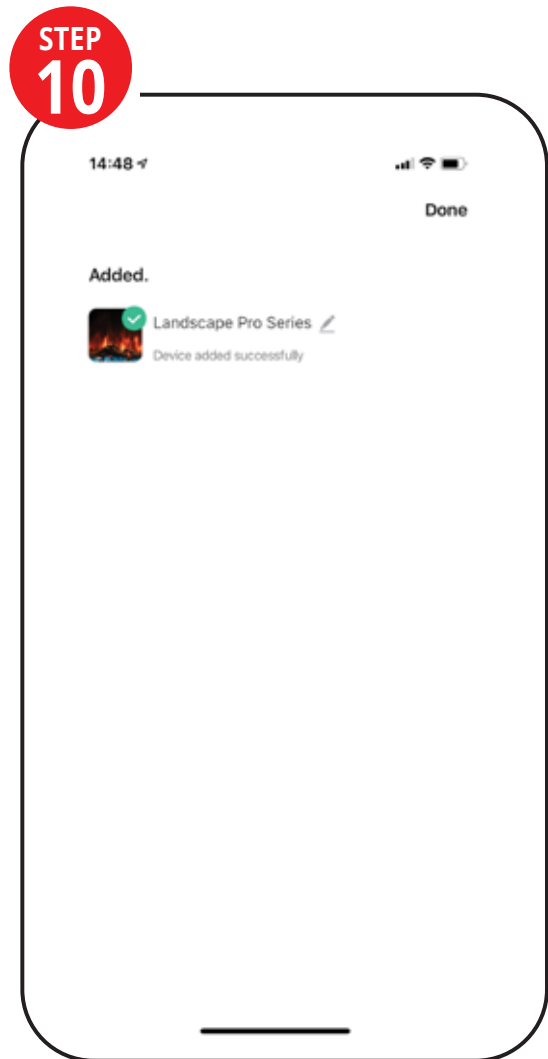 STEP
10
14:48
Done
Added.
Landscape Pro Series
Device added successfully